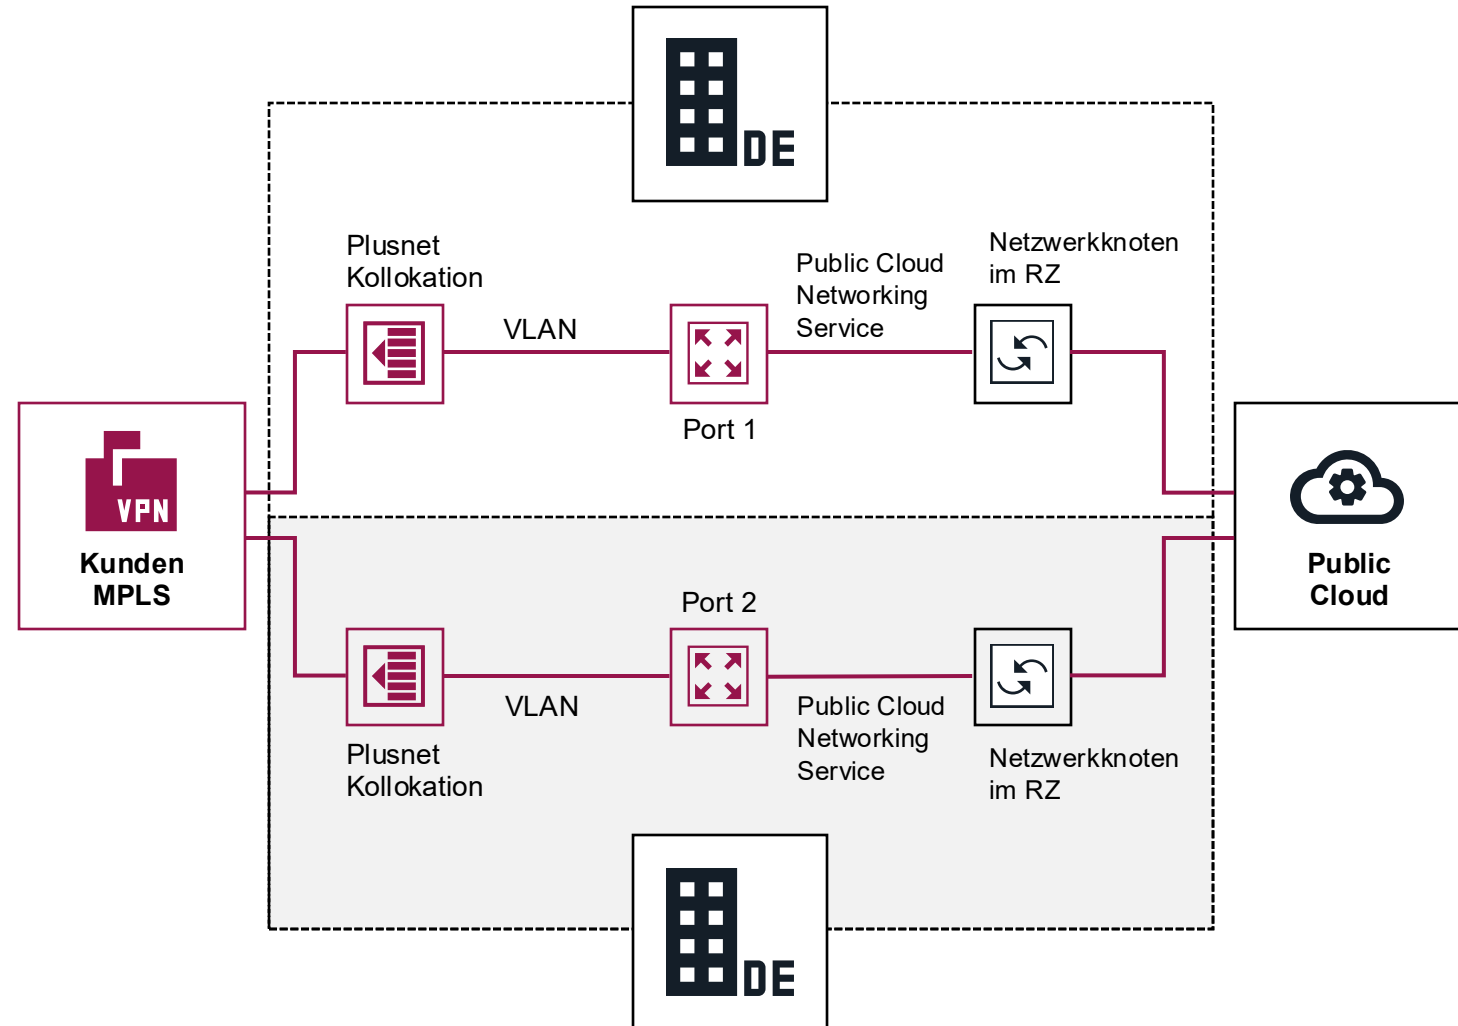 DE
Plusnet
Kollokation
VLAN
Public Cloud
Networking
Service
Netzwerkknoten
im RZ
Port 1
VPN
Kunden
MPLS
Public
Cloud
Port 2
VLAN
Plusnet
Kollokation
Public Cloud
Networking
Service
Netzwerkknoten
im RZ
DE